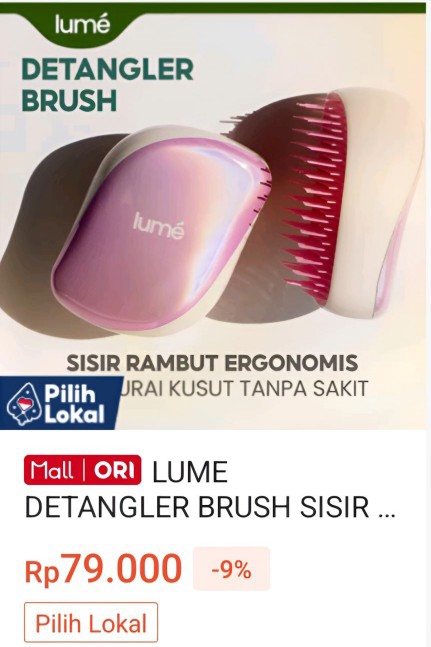 lumé
DETANGLER
BRUSH
lumé
SISIR RAMBUT ERGONOMIS
KUSUT TANPA SAKIT
Pilih
Lokal
Mall | ORI LUME
DETANGLER BRUSH SISIR ...
Rp79.000 -9%
Pilih Lokal